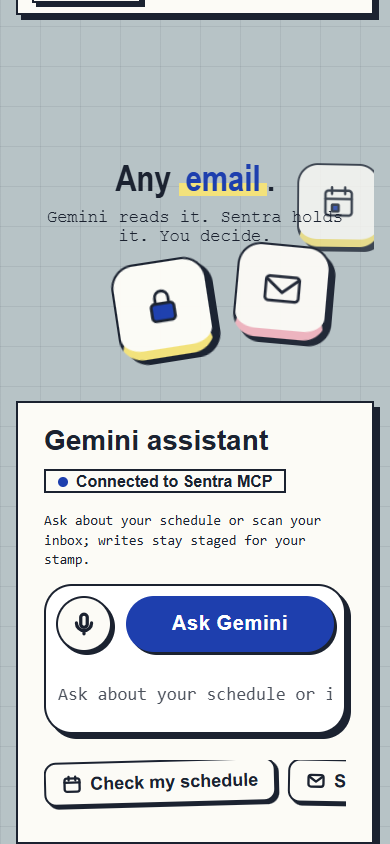 Any email.
Gemini reads it. Sentra holds
it. You decide.
Gemini assistant
Connected to Sentra MCP
Ask about your schedule or scan your
inbox; writes stay staged for your
stamp.
Ask Gemini
Ask about your schedule or i
Check my schedule
S